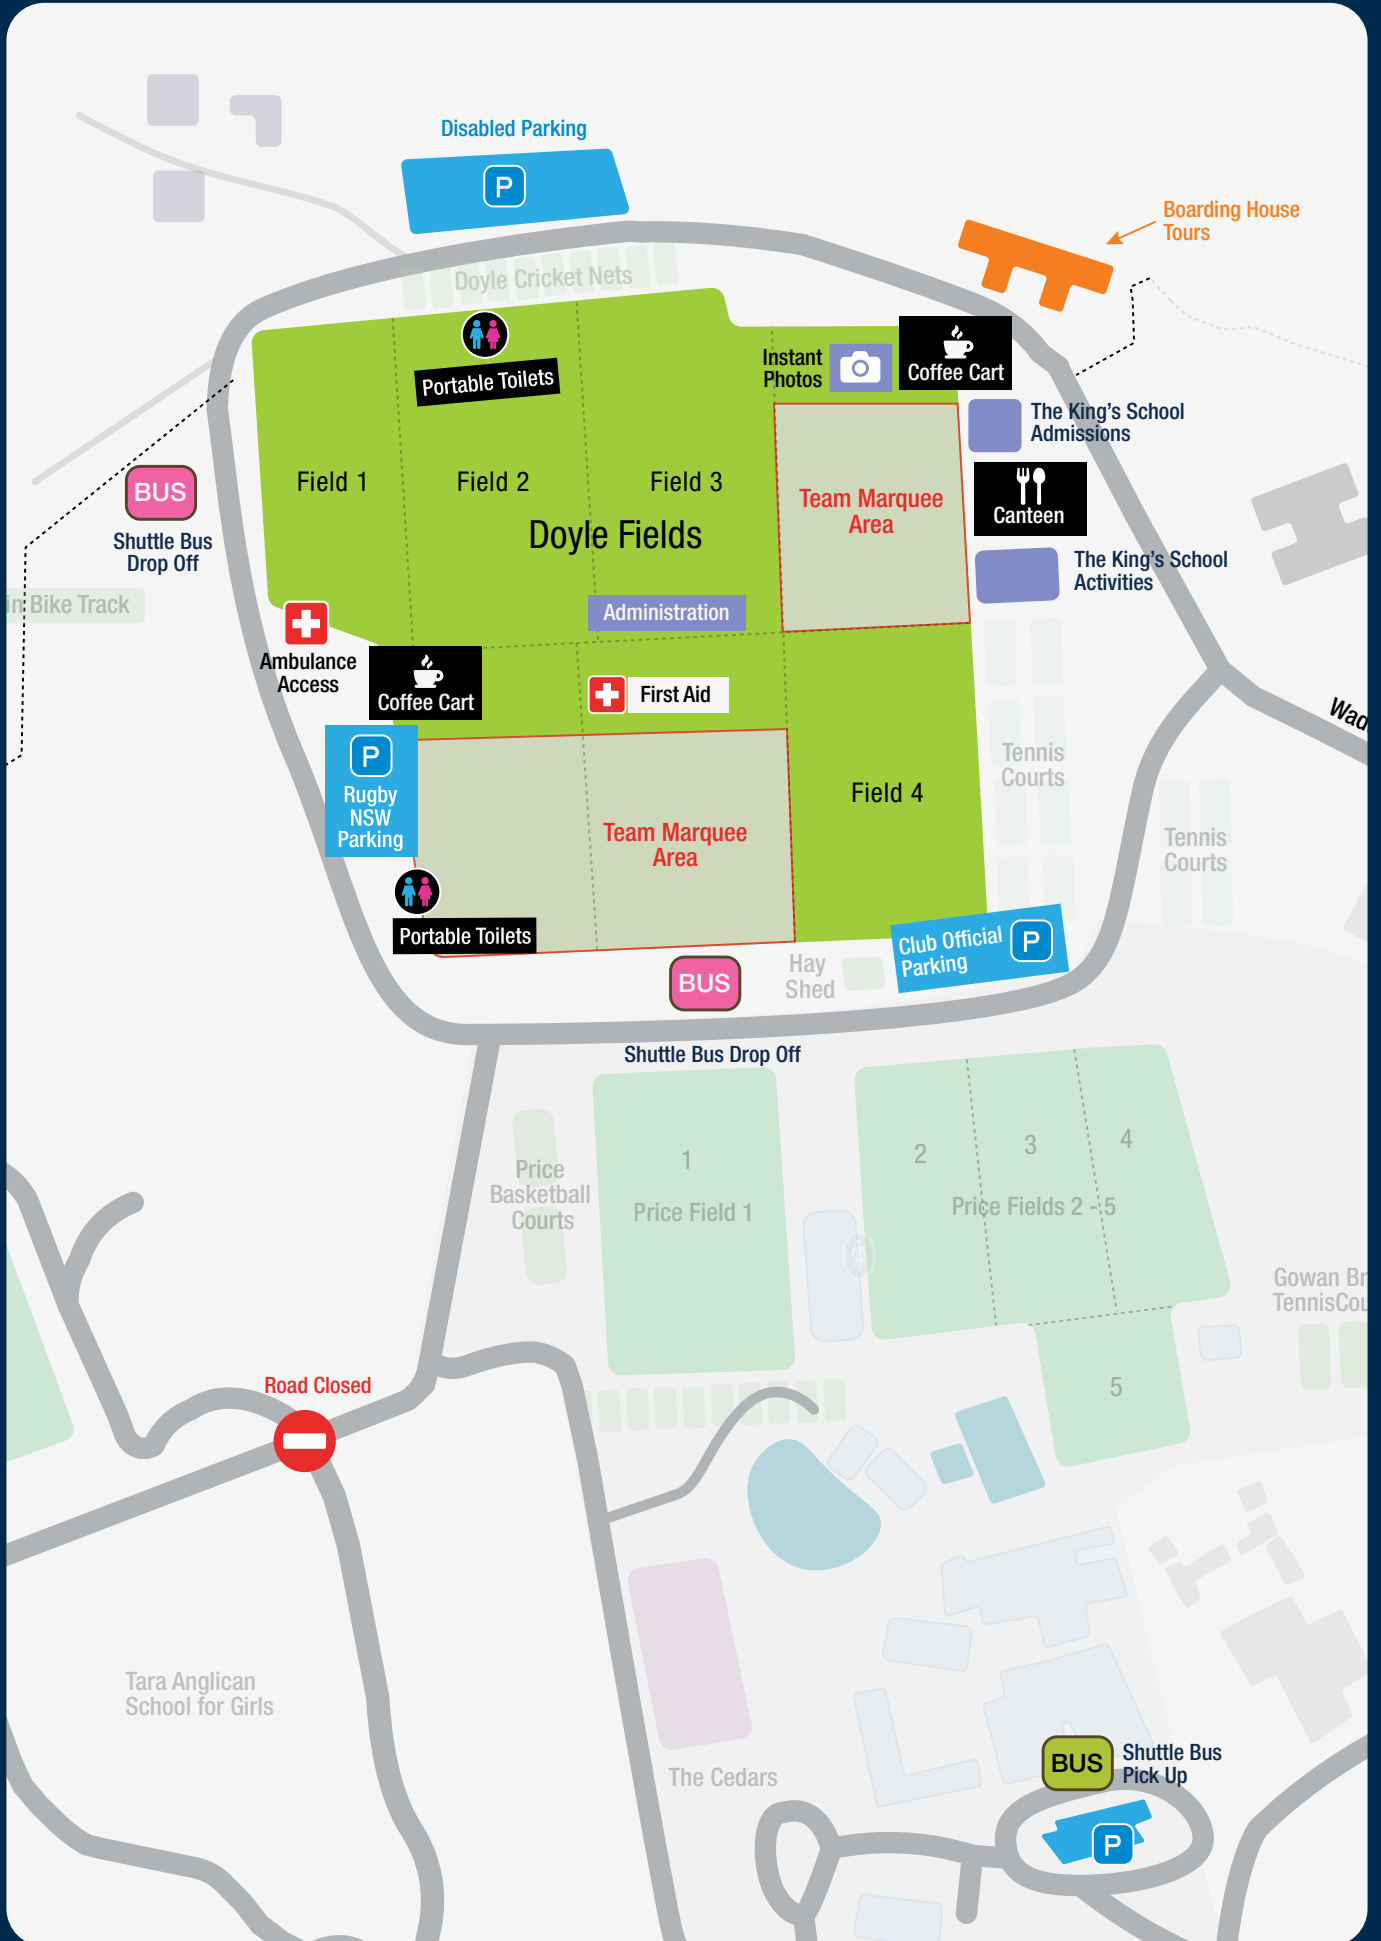 Disabled Parking
P
Boarding House
Tours
Doyle Cricket Nets
Portable Toilets
Instant
Photos
Coffee Cart
The King's School
Admissions
BUS
Shuttle Bus
Drop Off
Field 1
Field 2
Field 3
Doyle Fields
Team Marquee
Area
Canteen
The King's School
Activities
in Bike Track
Administration
Ambulance
Access
Coffee Cart
First Aid
Wad
P
Rugby
NSW
Parking
Field 4
Tennis
Courts
Team Marquee
Area
Tennis
Courts
Portable Toilets
Club Official
Parking
P
Hay
Shed
BUS
Shuttle Bus Drop Off
Price
Basketball
Courts
1
Price Field 1
2
3
4
Price Fields 2 - 5
5
Gowan Br
TennisCou
Road Closed
Tara Anglican
School for Girls
The Cedars
BUS
Shuttle Bus
Pick Up
P